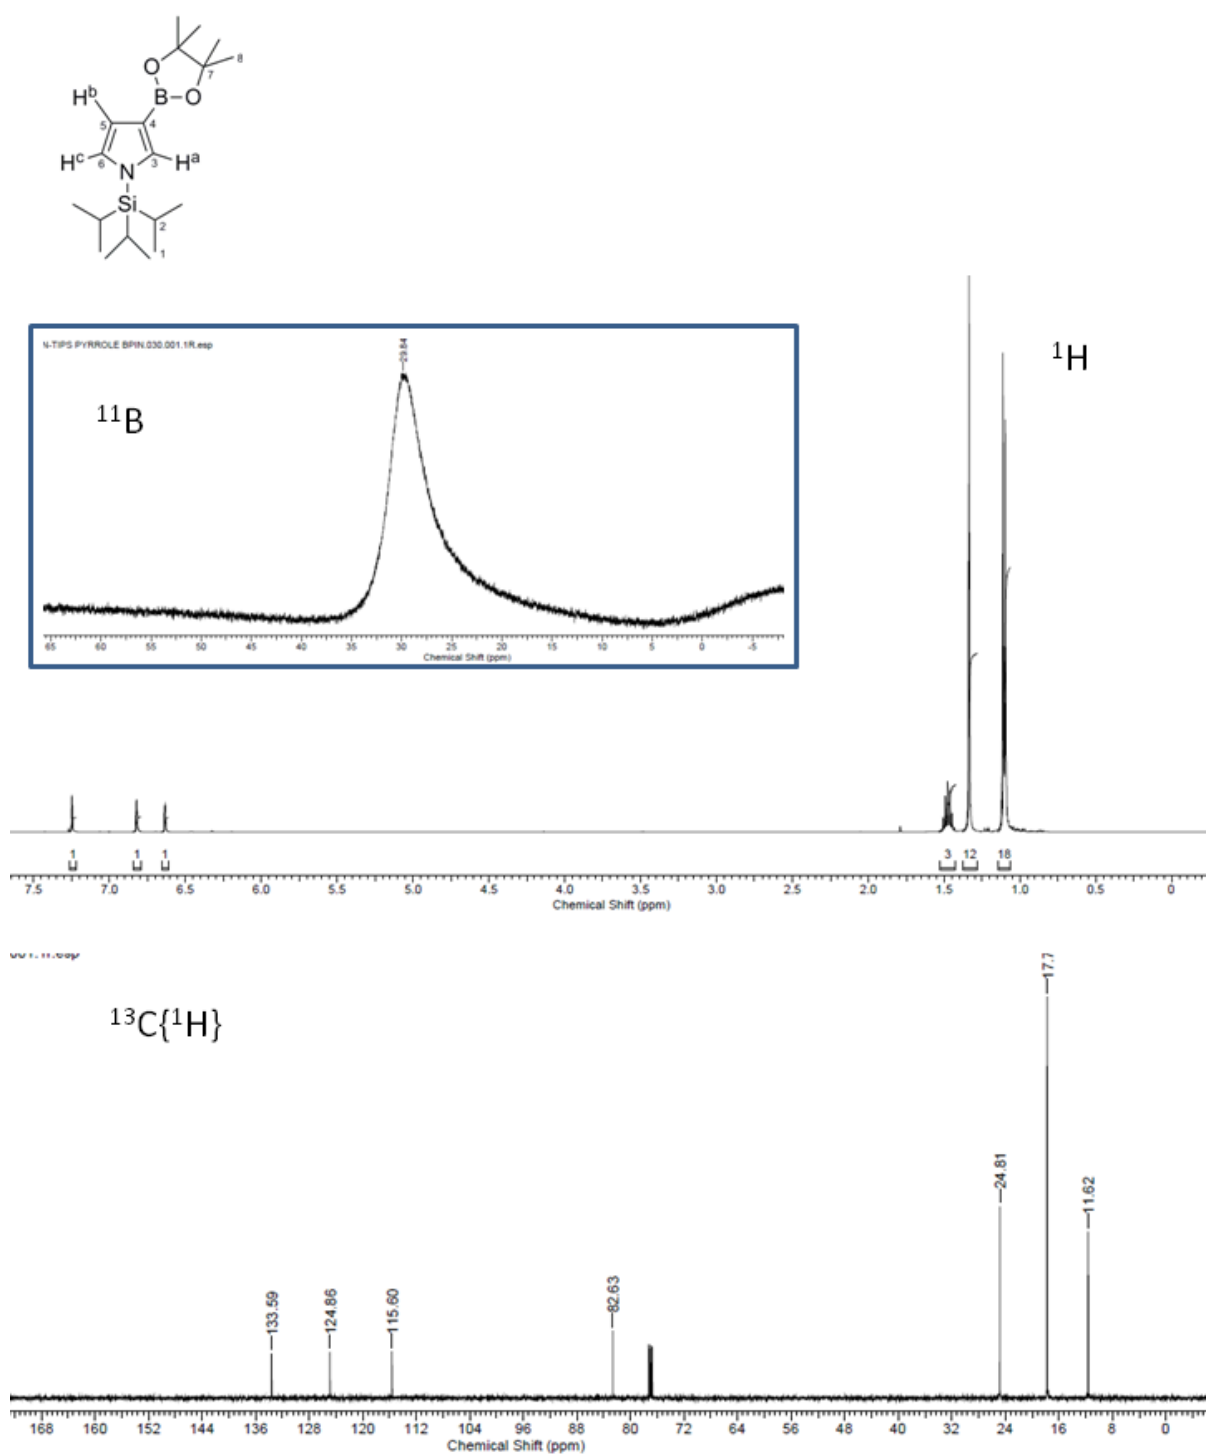 8
O
7
B
O
Hᵇ
5
4
Hᶜ
6
3
Hᵃ
N
Si
2
1
N-TIPS PYRROLE BPIN.030.001.1R.esp
29.84
¹¹B
¹H
65 60 55 50 45 40 35 30 25 20 15 10 5 0 -5
Chemical Shift (ppm)
1 1 1 3 12 18
7.5 7.0 6.5 6.0 5.5 5.0 4.5 4.0 3.5 3.0 2.5 2.0 1.5 1.0 0.5 0
Chemical Shift (ppm)
001.1R.esp
¹³C{¹H}
133.59
124.86
115.60
82.63
24.81
17.7
11.62
168 160 152 144 136 128 120 112 104 96 88 80 72 64 56 48 40 32 24 16 8 0
Chemical Shift (ppm)